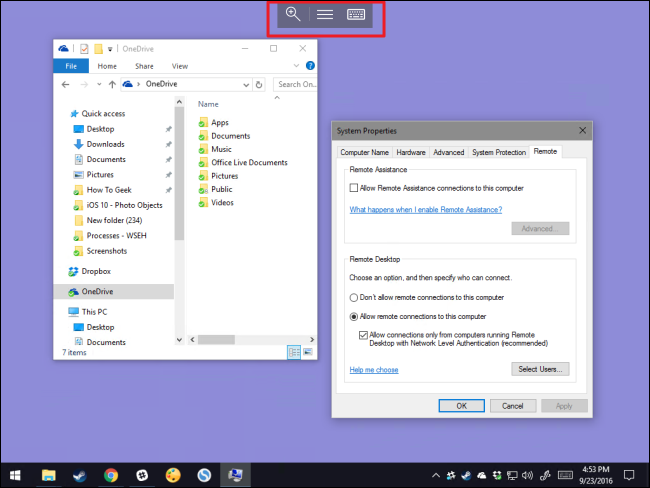 OneDrive
File Home Share View
OneDrive
Search On...
Name
Quick access
Desktop
Downloads
Documents
Pictures
How To Geek
iOS 10 - Photo Objects
New folder (234)
Processes - WSEH
Screenshots
Dropbox
OneDrive
This PC
Desktop
Documents
Apps
Documents
Music
Office Live Documents
Pictures
Public
Videos
7 items
System Properties
Computer Name Hardware Advanced System Protection Remote
Remote Assistance
Allow Remote Assistance connections to this computer
What happens when I enable Remote Assistance?
Advanced...
Remote Desktop
Choose an option, and then specify who can connect.
Don't allow remote connections to this computer
Allow remote connections to this computer
Allow connections only from computers running Remote
Desktop with Network Level Authentication (recommended)
Help me choose
Select Users...
OK Cancel Apply
4:53 PM
9/23/2016